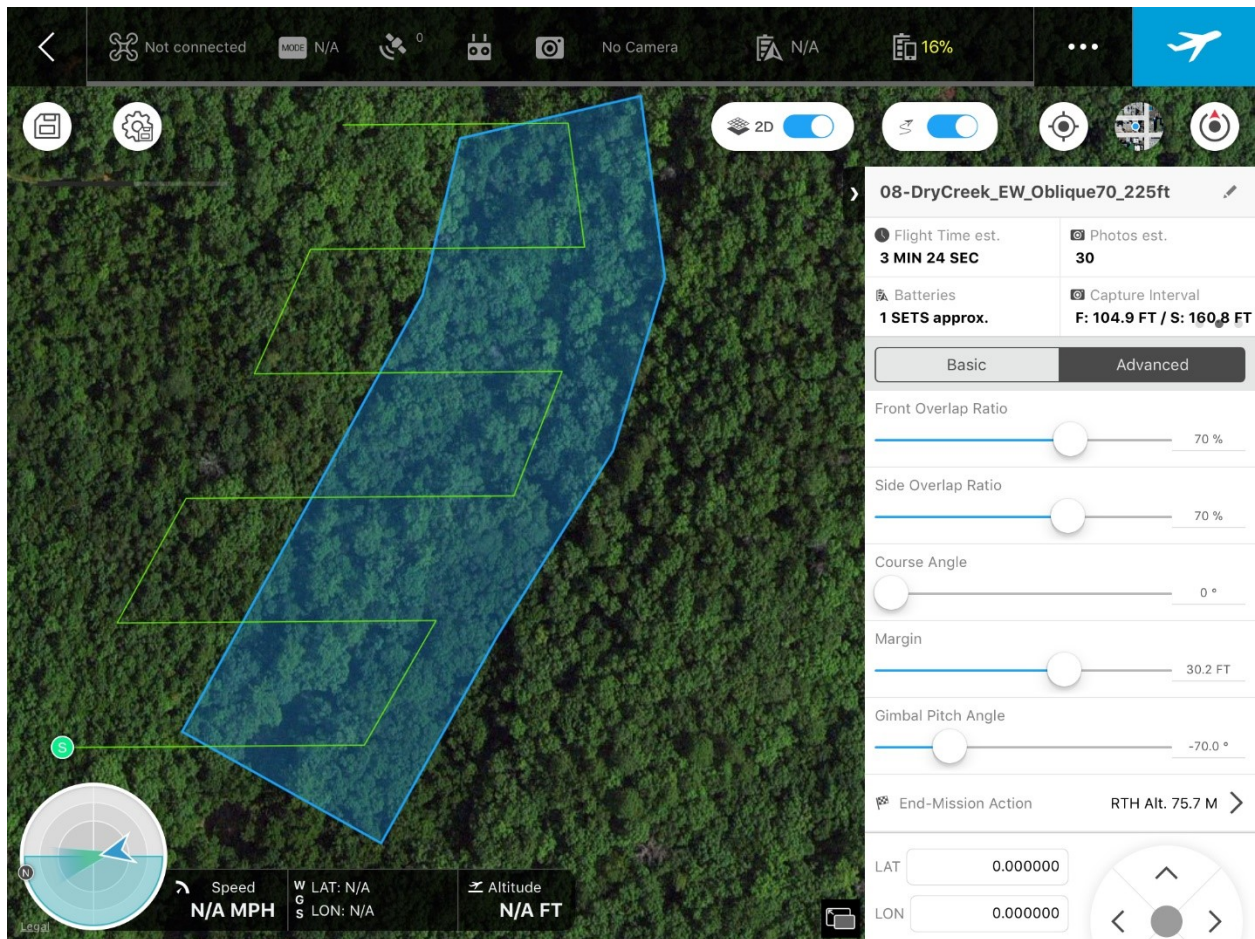 Not connected MODE N/A 0 No Camera N/A 16%
2D
08-DryCreek_EW_Oblique70_225ft
Flight Time est.
3 MIN 24 SEC
Photos est.
30
Batteries
1 SETS approx.
Capture Interval
F: 104.9 FT / S: 160.8 FT
Basic Advanced
Front Overlap Ratio
70 %
Side Overlap Ratio
70 %
Course Angle
0 °
Margin
30.2 FT
Gimbal Pitch Angle
-70.0 °
End-Mission Action RTH Alt. 75.7 M
LAT 0.000000
LON 0.000000
S
N
Speed
N/A MPH
WGS
LAT: N/A
LON: N/A
Altitude
N/A FT
Legal